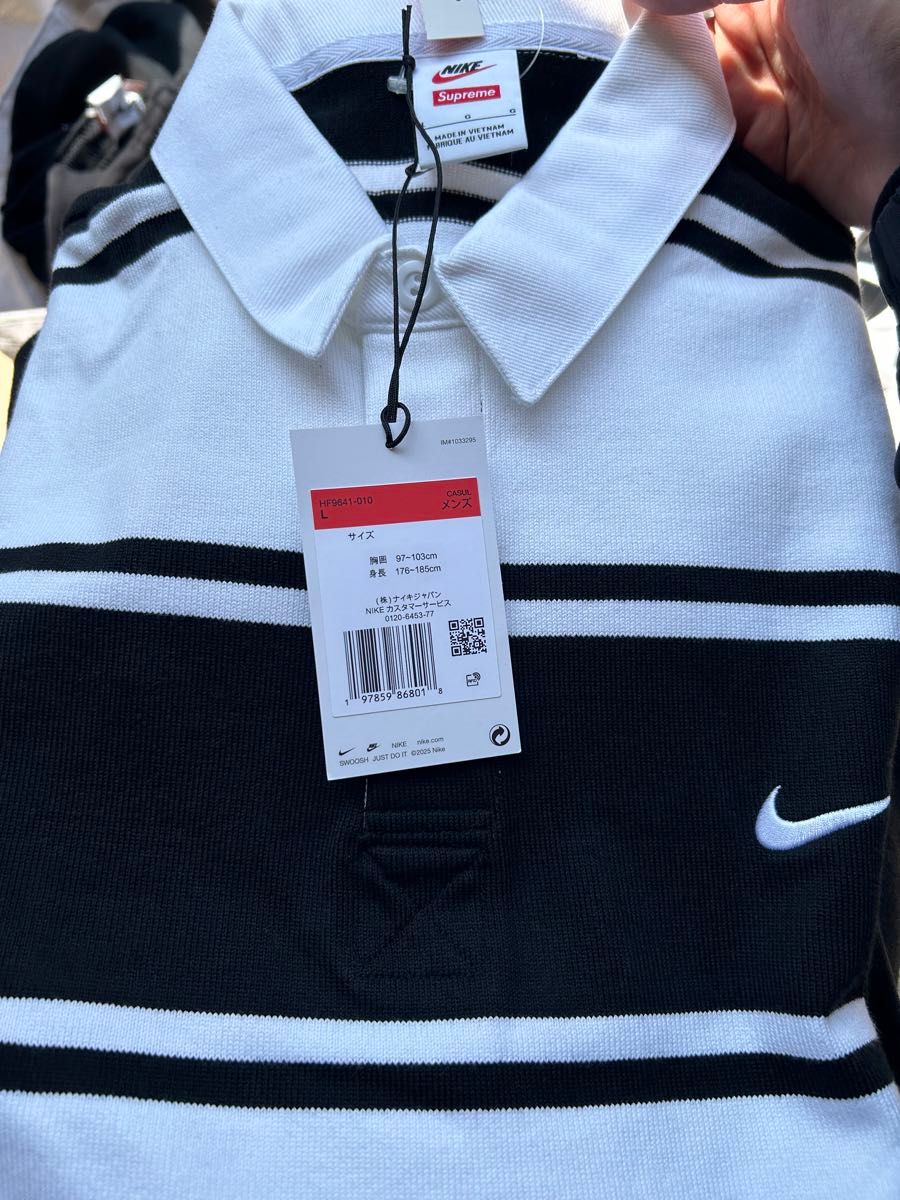 NIKE
Supreme
G G
MADE IN VIETNAM
BRIQUE AU VIETNAM
IM#1033295
HF9641-010
CASUL
L
メンズ
サイズ
胸囲 97~103cm
身長 176~185cm
(株)ナイキジャパン
NIKE カスタマーサービス
0120-6453-77
1 97859 86801 8
NIKE nike.com
SWOOSH JUST DO IT ©2025 Nike